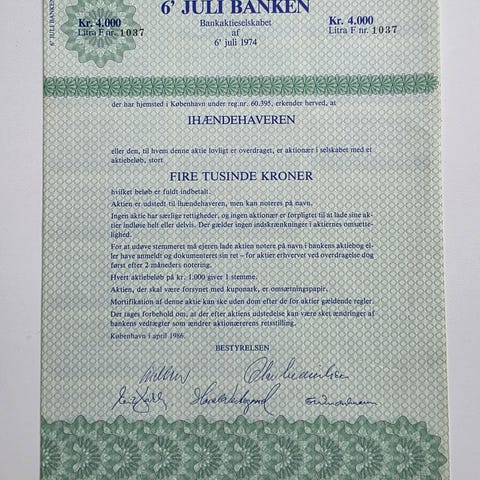 6' JULI BANKEN
Kr. 4.000
Litra F nr. 1037
Bankaktieselskabet
af
6' juli 1974
Kr. 4.000
Litra F nr. 1037
6' JULI BANKEN
der har hjemsted i København under reg.nr. 60.395, erkender herved, at
IHÆNDEHAVEREN
eller den, til hvem denne aktie lovligt er overdraget, er aktionær i selskabet med et
aktiebeløb, stort
FIRE TUSINDE KRONER
hvilket beløb er fuldt indbetalt.
Aktien er udstedt til ihændehaveren, men kan noteres på navn.
Ingen aktie har særlige rettigheder, og ingen aktionær er forpligtet til at lade sine ak-
tier indløse helt eller delvis. Der gælder ingen indskrænkninger i aktiernes omsætte-
lighed.
For at udøve stemmeret må ejeren lade aktien notere på navn i bankens aktiebog el-
ler have anmeldt og dokumenteret sin ret – for aktier erhvervet ved overdragelse dog
først efter 2 måneders notering.
Hvert aktiebeløb på kr. 1.000 giver 1 stemme.
Aktien, der skal være forsynet med kuponark, er omsætningspapir.
Mortifikation af denne aktie kan ske uden dom efter de for aktier gældende regler.
Der tages forbehold om, at der efter aktiens udstedelse kan være sket ændringer af
bankens vedtægter som ændrer aktionærerens retsstilling.
København i april 1986.
BESTYRELSEN